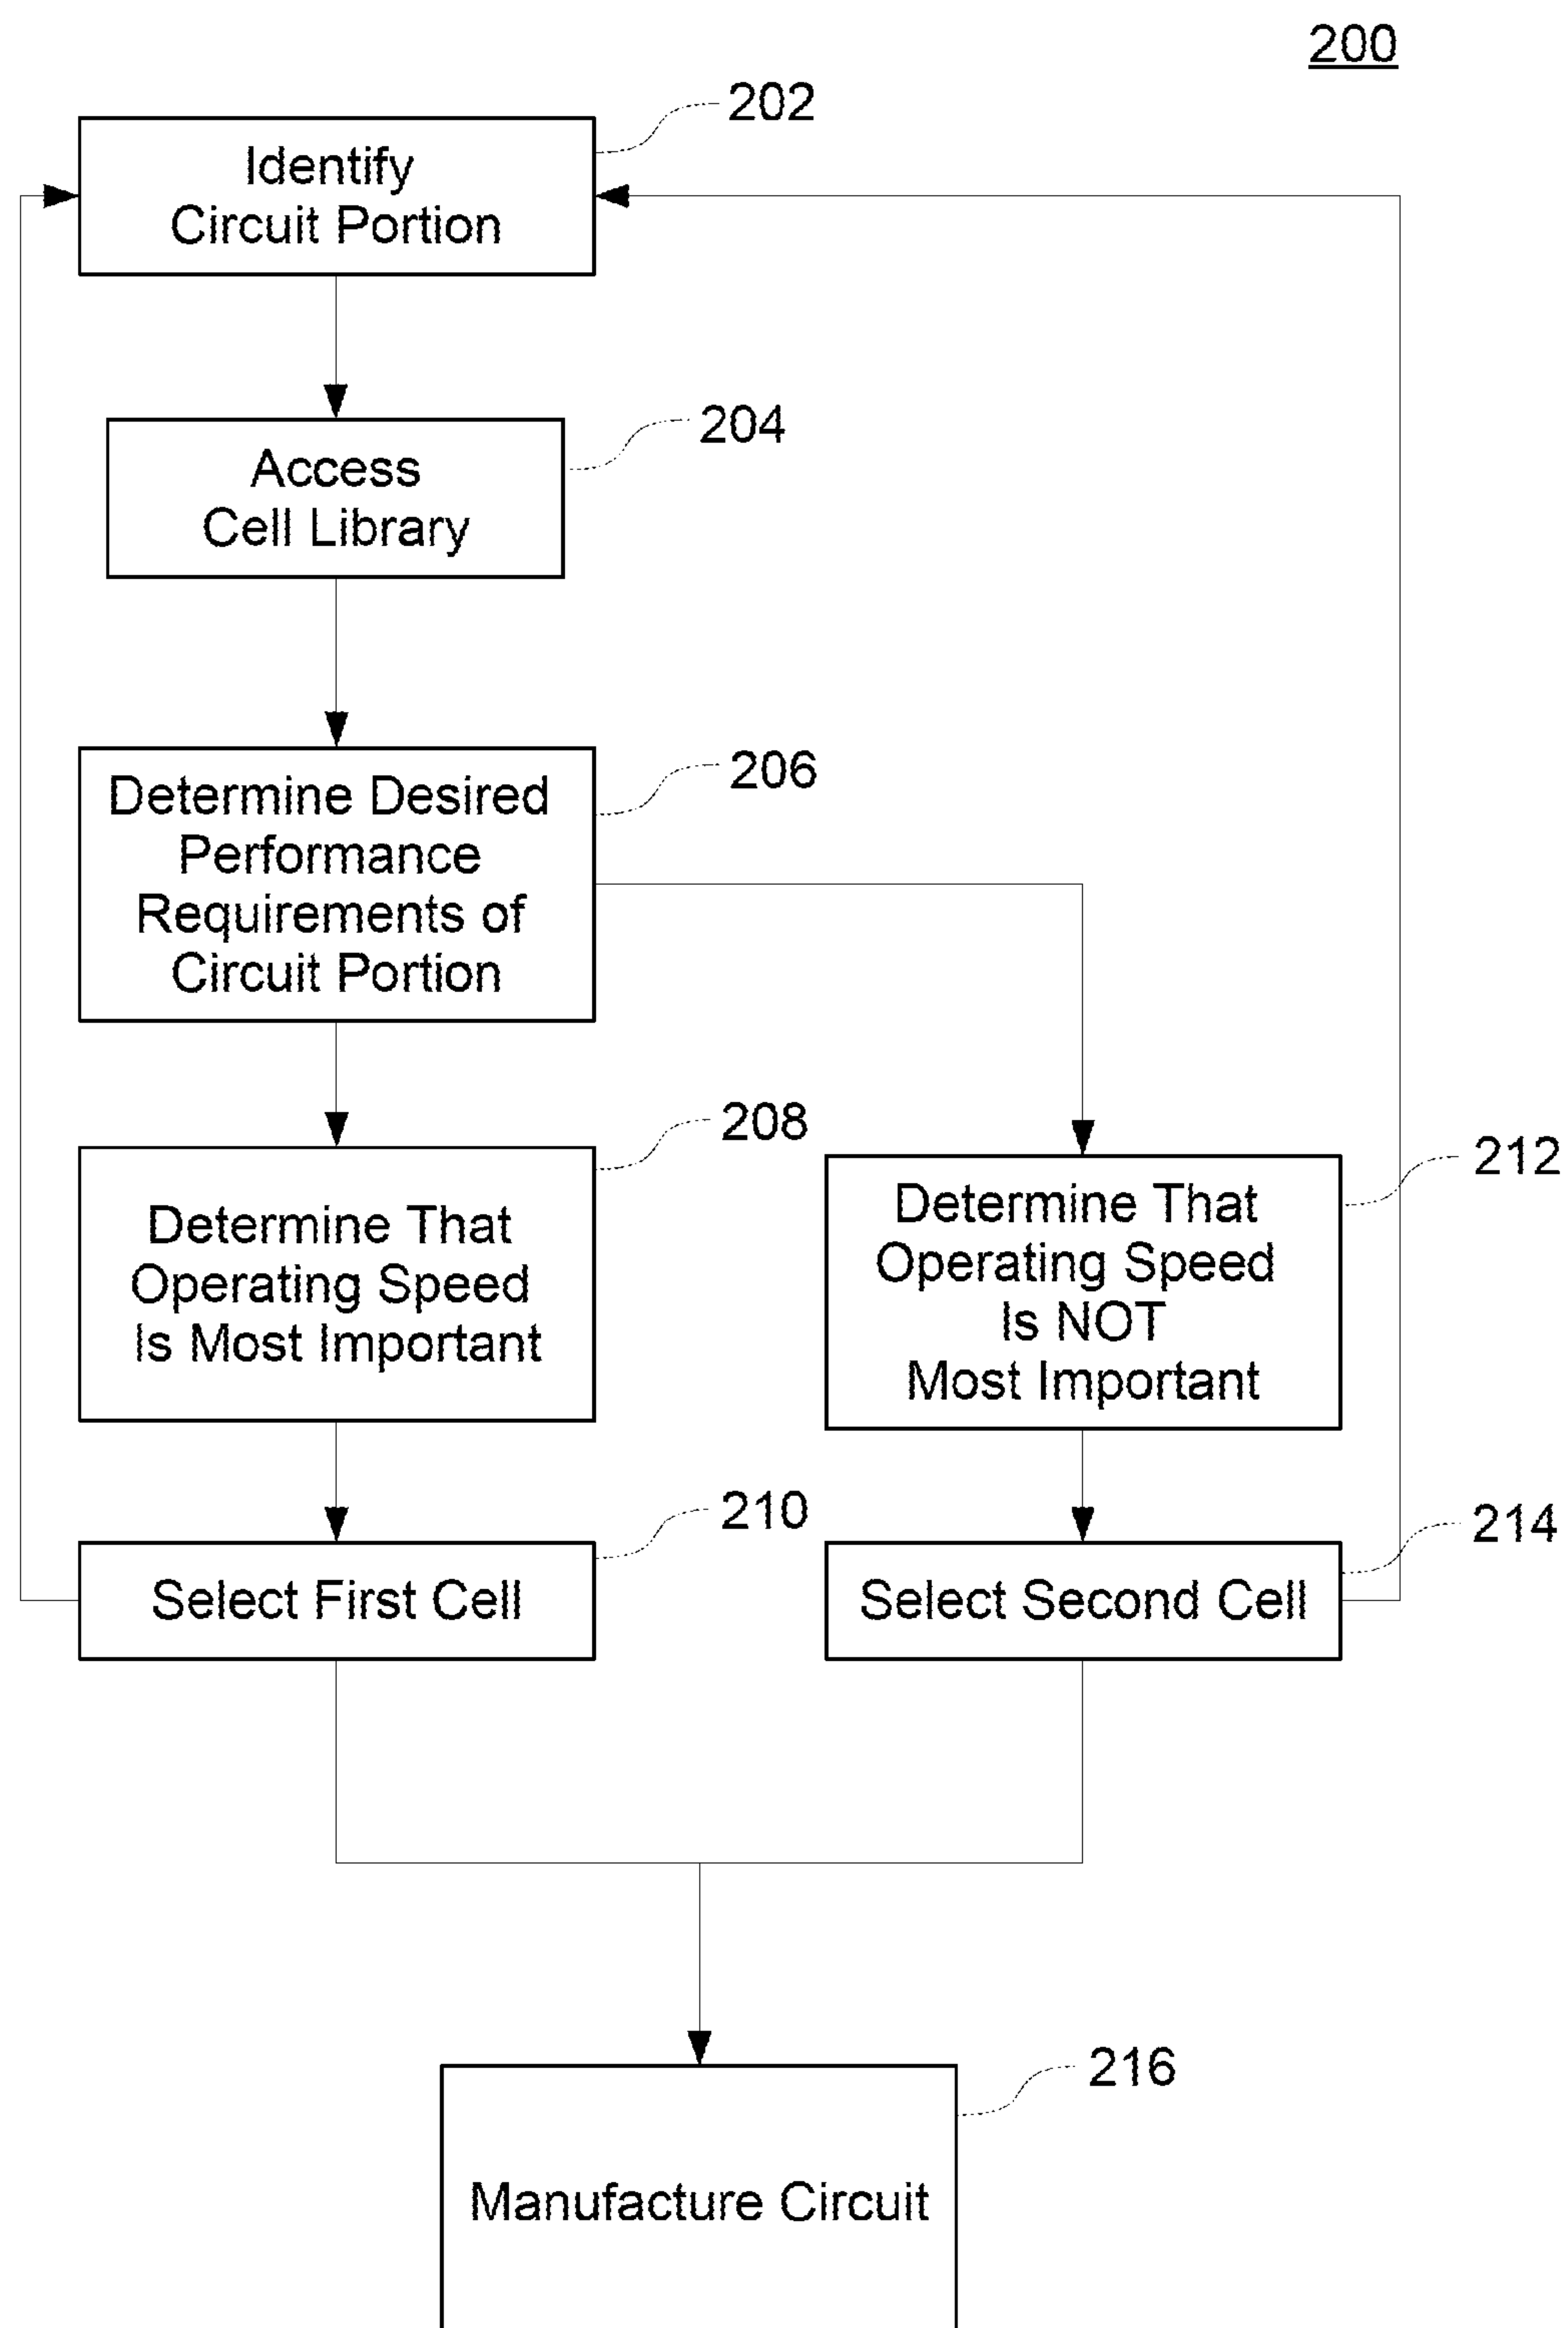 200
202
Identify
Circuit Portion
204
Access
Cell Library
206
Determine Desired
Performance
Requirements of
Circuit Portion
208
Determine That
Operating Speed
Is Most Important
212
Determine That
Operating Speed
Is NOT
Most Important
210
Select First Cell
214
Select Second Cell
216
Manufacture Circuit